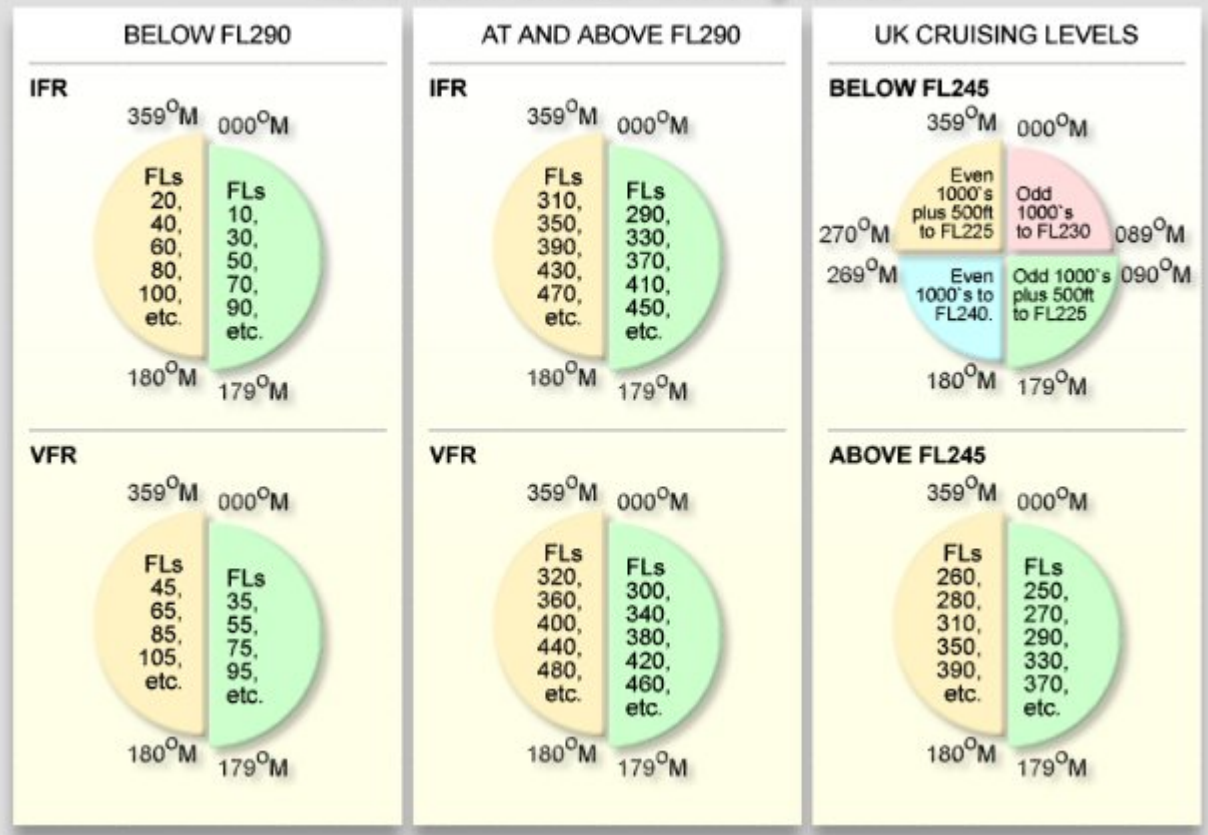 BELOW FL290
IFR
359°M 000°M
FLs
20,
40,
60,
80,
100,
etc.
FLs
10,
30,
50,
70,
90,
etc.
180°M 179°M
VFR
359°M 000°M
FLs
45,
65,
85,
105,
etc.
FLs
35,
55,
75,
95,
etc.
180°M 179°M
AT AND ABOVE FL290
IFR
359°M 000°M
FLs
310,
350,
390,
430,
470,
etc.
FLs
290,
330,
370,
410,
450,
etc.
180°M 179°M
VFR
359°M 000°M
FLs
320,
360,
400,
440,
480,
etc.
FLs
300,
340,
380,
420,
460,
etc.
180°M 179°M
UK CRUISING LEVELS
BELOW FL245
359°M 000°M
Even
1000`s
plus 500ft
to FL225
Odd
1000`s
to FL230
270°M 089°M
269°M 090°M
Even
1000`s to
FL240.
Odd 1000`s
plus 500ft
to FL225
180°M 179°M
ABOVE FL245
359°M 000°M
FLs
260,
280,
310,
350,
390,
etc.
FLs
250,
270,
290,
330,
370,
etc.
180°M 179°M